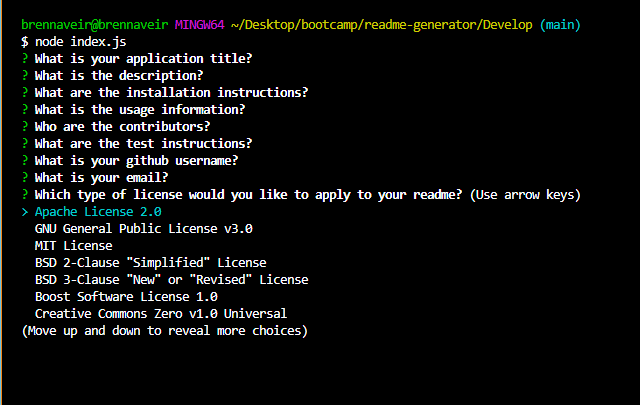 brennaveir@brennaveir MINGW64 ~/Desktop/bootcamp/readme-generator/Develop (main)
$ node index.js
? What is your application title?
? What is the description?
? What are the installation instructions?
? What is the usage information?
? Who are the contributors?
? What are the test instructions?
? What is your github username?
? What is your email?
? Which type of license would you like to apply to your readme? (Use arrow keys)
> Apache License 2.0
GNU General Public License v3.0
MIT License
BSD 2-Clause "Simplified" License
BSD 3-Clause "New" or "Revised" License
Boost Software License 1.0
Creative Commons Zero v1.0 Universal
(Move up and down to reveal more choices)